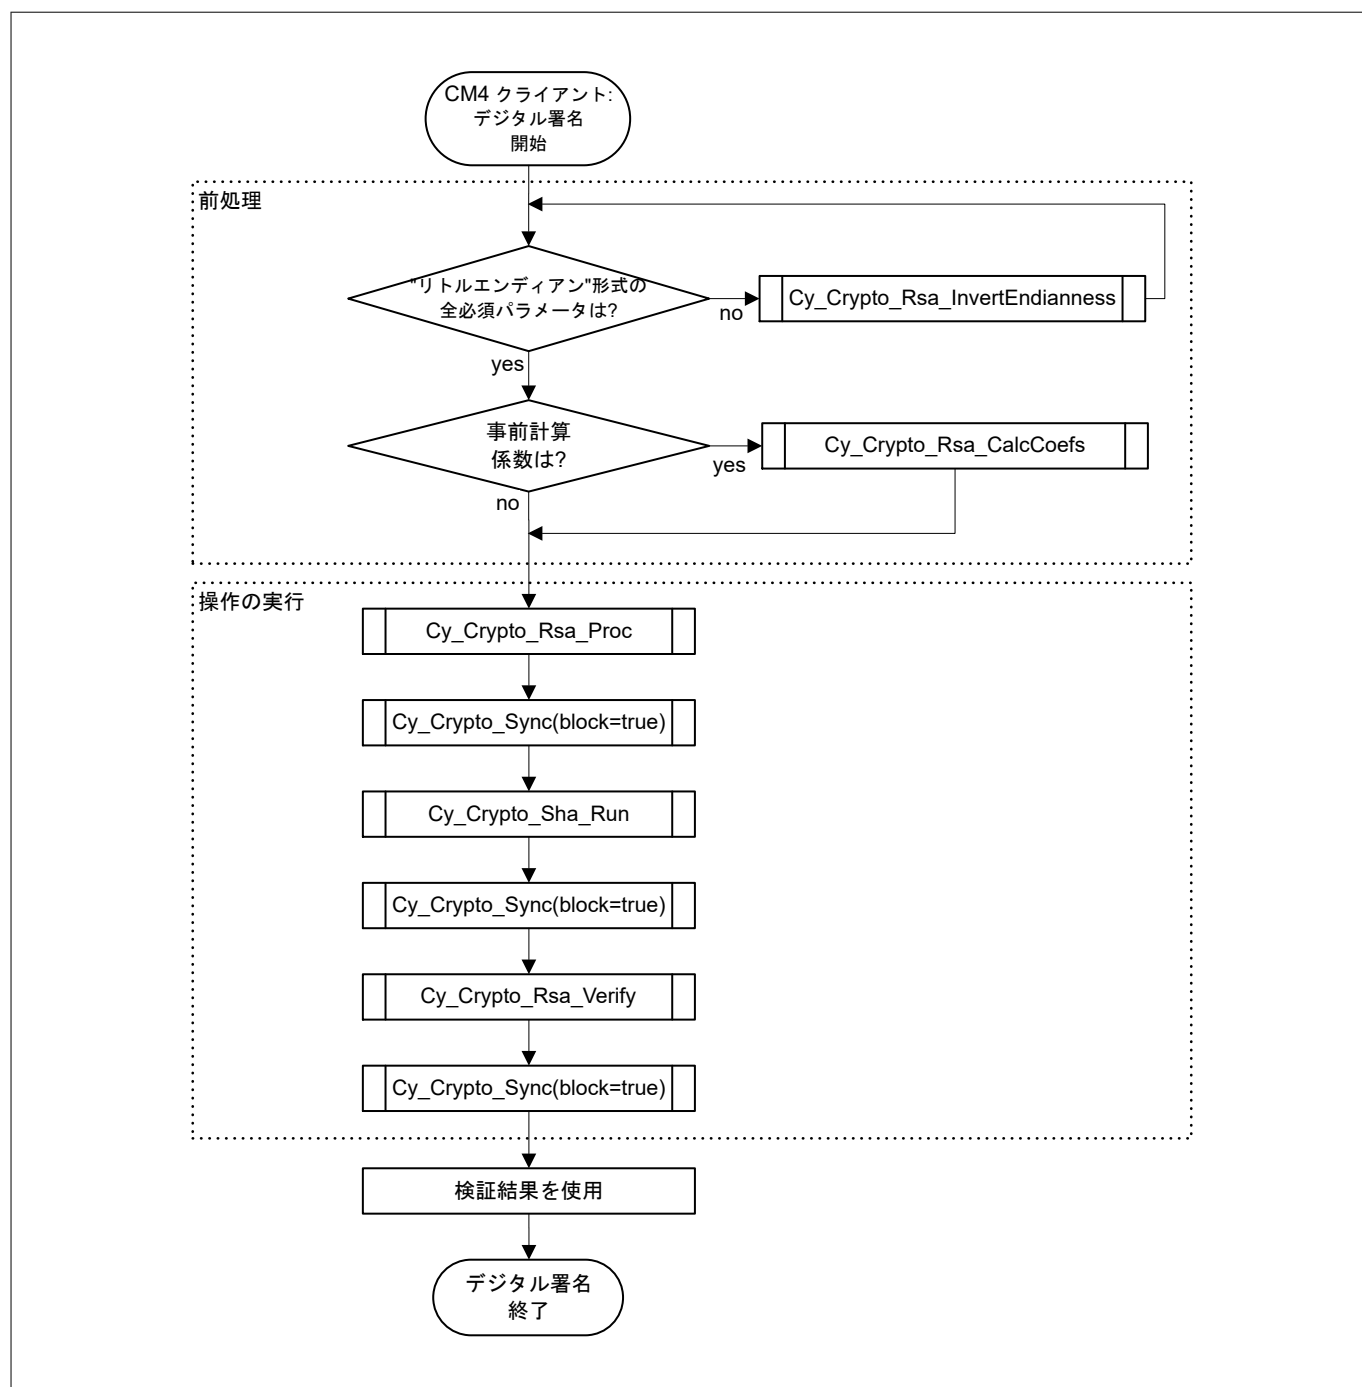 CM4 クライアント:
デジタル署名
開始
前処理
"リトルエンディアン"形式の
全必須パラメータは?
no
Cy_Crypto_Rsa_InvertEndianness
yes
事前計算
係数は?
yes
Cy_Crypto_Rsa_CalcCoefs
no
操作の実行
Cy_Crypto_Rsa_Proc
Cy_Crypto_Sync(block=true)
Cy_Crypto_Sha_Run
Cy_Crypto_Sync(block=true)
Cy_Crypto_Rsa_Verify
Cy_Crypto_Sync(block=true)
検証結果を使用
デジタル署名
終了